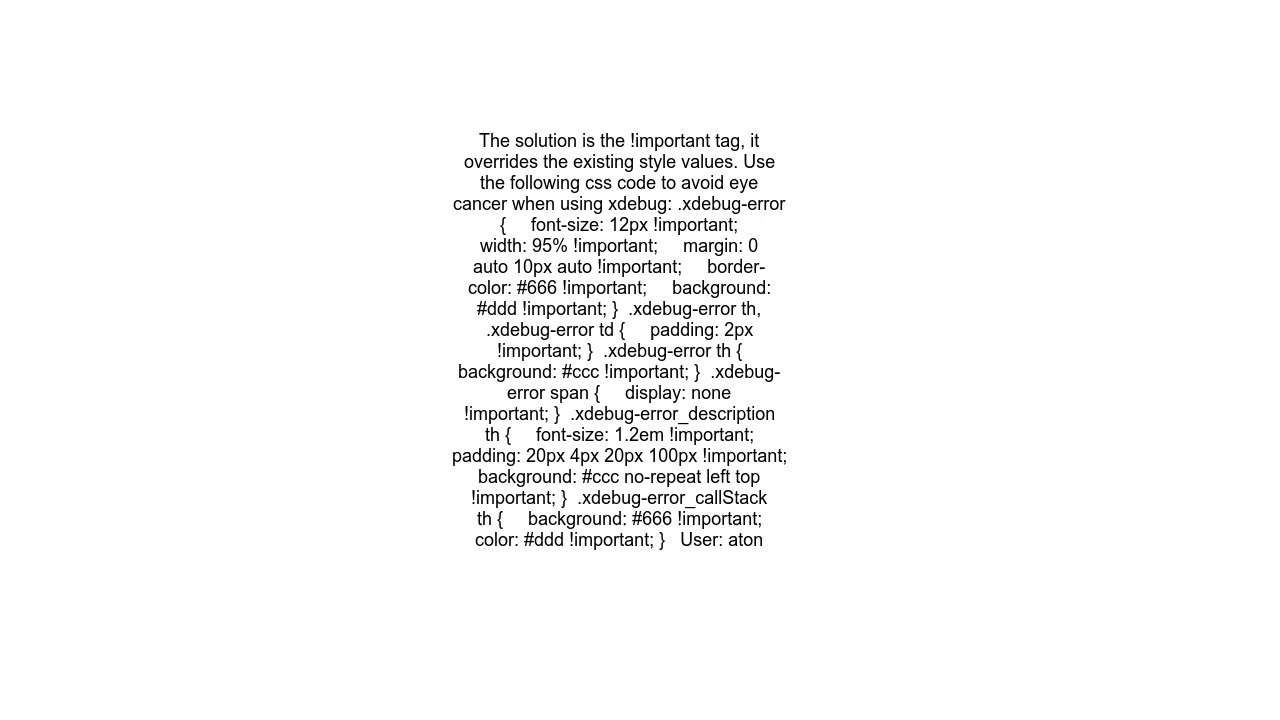 The solution is the !important tag, it
overrides the existing style values. Use
the following css code to avoid eye
cancer when using xdebug: .xdebug-error
{     font-size: 12px !important;
width: 95% !important;     margin: 0
auto 10px auto !important;     border-
color: #666 !important;     background:
#ddd !important; }  .xdebug-error th,
.xdebug-error td {     padding: 2px
!important; }  .xdebug-error th {
background: #ccc !important; }  .xdebug-
error span {     display: none
!important; }  .xdebug-error_description
th {     font-size: 1.2em !important;
padding: 20px 4px 20px 100px !important;
background: #ccc no-repeat left top
!important; }  .xdebug-error_callStack
th {     background: #666 !important;
color: #ddd !important; }   User: aton